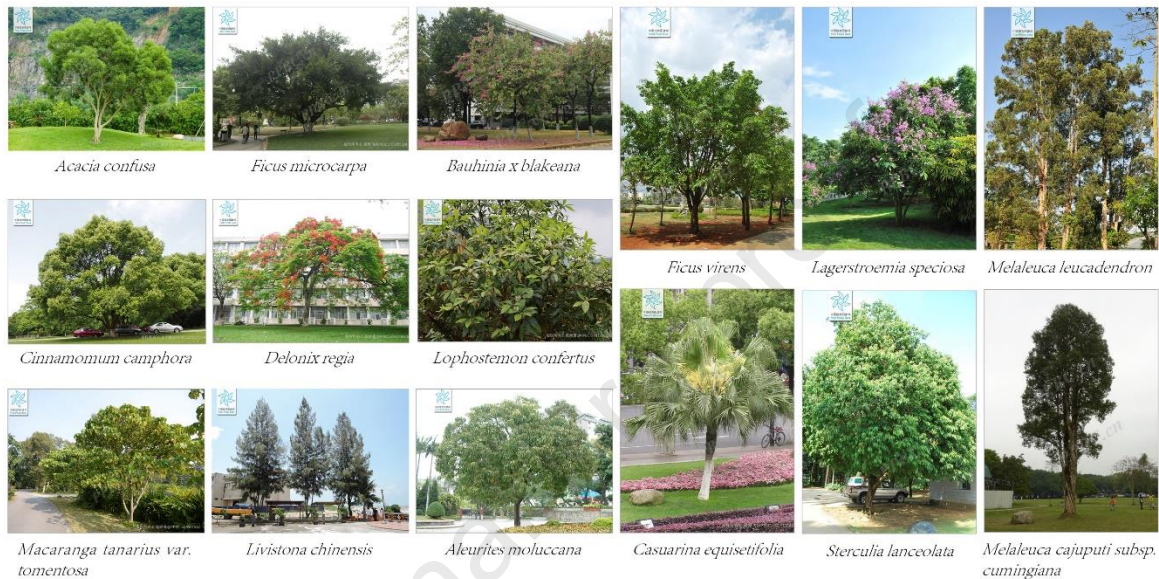 Acacia confusa
Ficus microcarpa
Bauhinia x blakeana
Cinnamomum camphora
Delonix regia
Lophostemon confertus
Macaranga tanarius var.
tomentosa
Livistona chinensis
Aleurites moluccana
Ficus virens
Lagerstroemia speciosa
Melaleuca leucadendron
Casuarina equisetifolia
Sterculia lanceolata
Melaleuca cajuputi subsp.
cumingiana